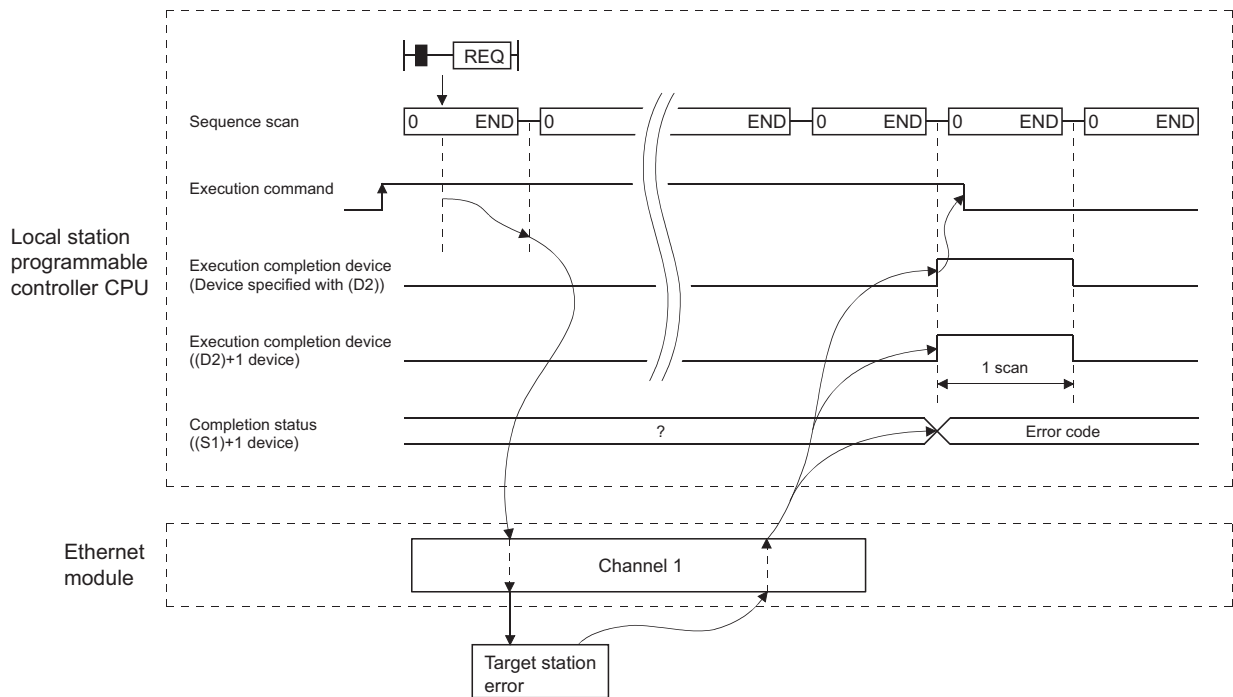 REQ
Sequence scan
0 END 0 END 0 END 0 END 0 END
Execution command
Local station
programmable
controller CPU
Execution completion device
(Device specified with (D2))
Execution completion device
((D2)+1 device)
1 scan
Completion status
((S1)+1 device)
?
Error code
Ethernet
module
Channel 1
Target station
error